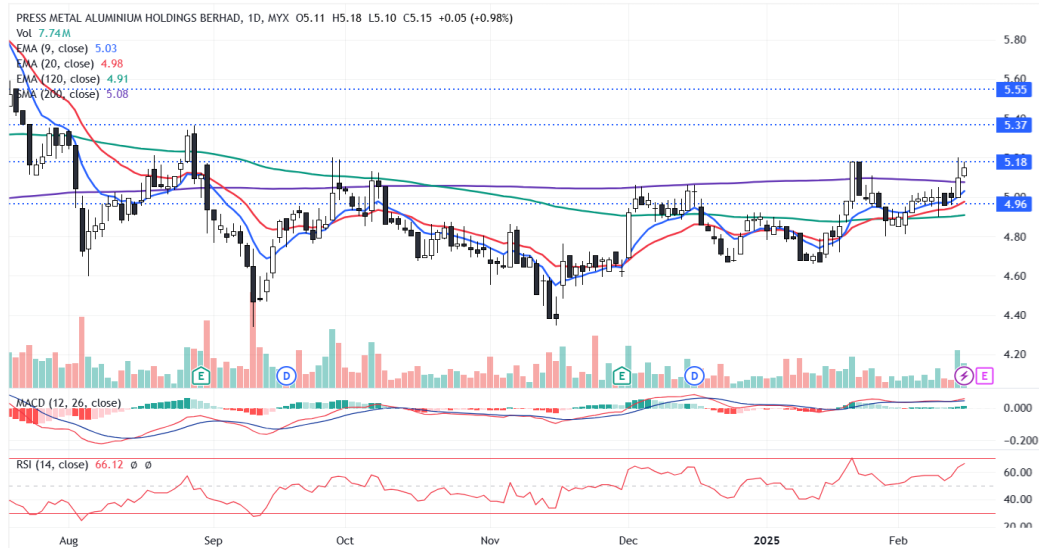 PRESS METAL ALUMINIUM HOLDINGS BERHAD, 1D, MYX O5.11 H5.18 L5.10 C5.15 +0.05 (+0.98%)
Vol 7.74M
EMA (9, close) 5.03
EMA (20, close) 4.98
EMA (120, close) 4.91
SMA (200, close) 5.08
5.80
5.60
5.55
5.37
5.18
5.00
4.96
4.80
4.60
4.40
4.20
E D E D E
MACD (12, 26, close)
0.000
−0.200
RSI (14, close) 66.12 ø ø
60.00
40.00
20.00
Aug Sep Oct Nov Dec 2025 Feb